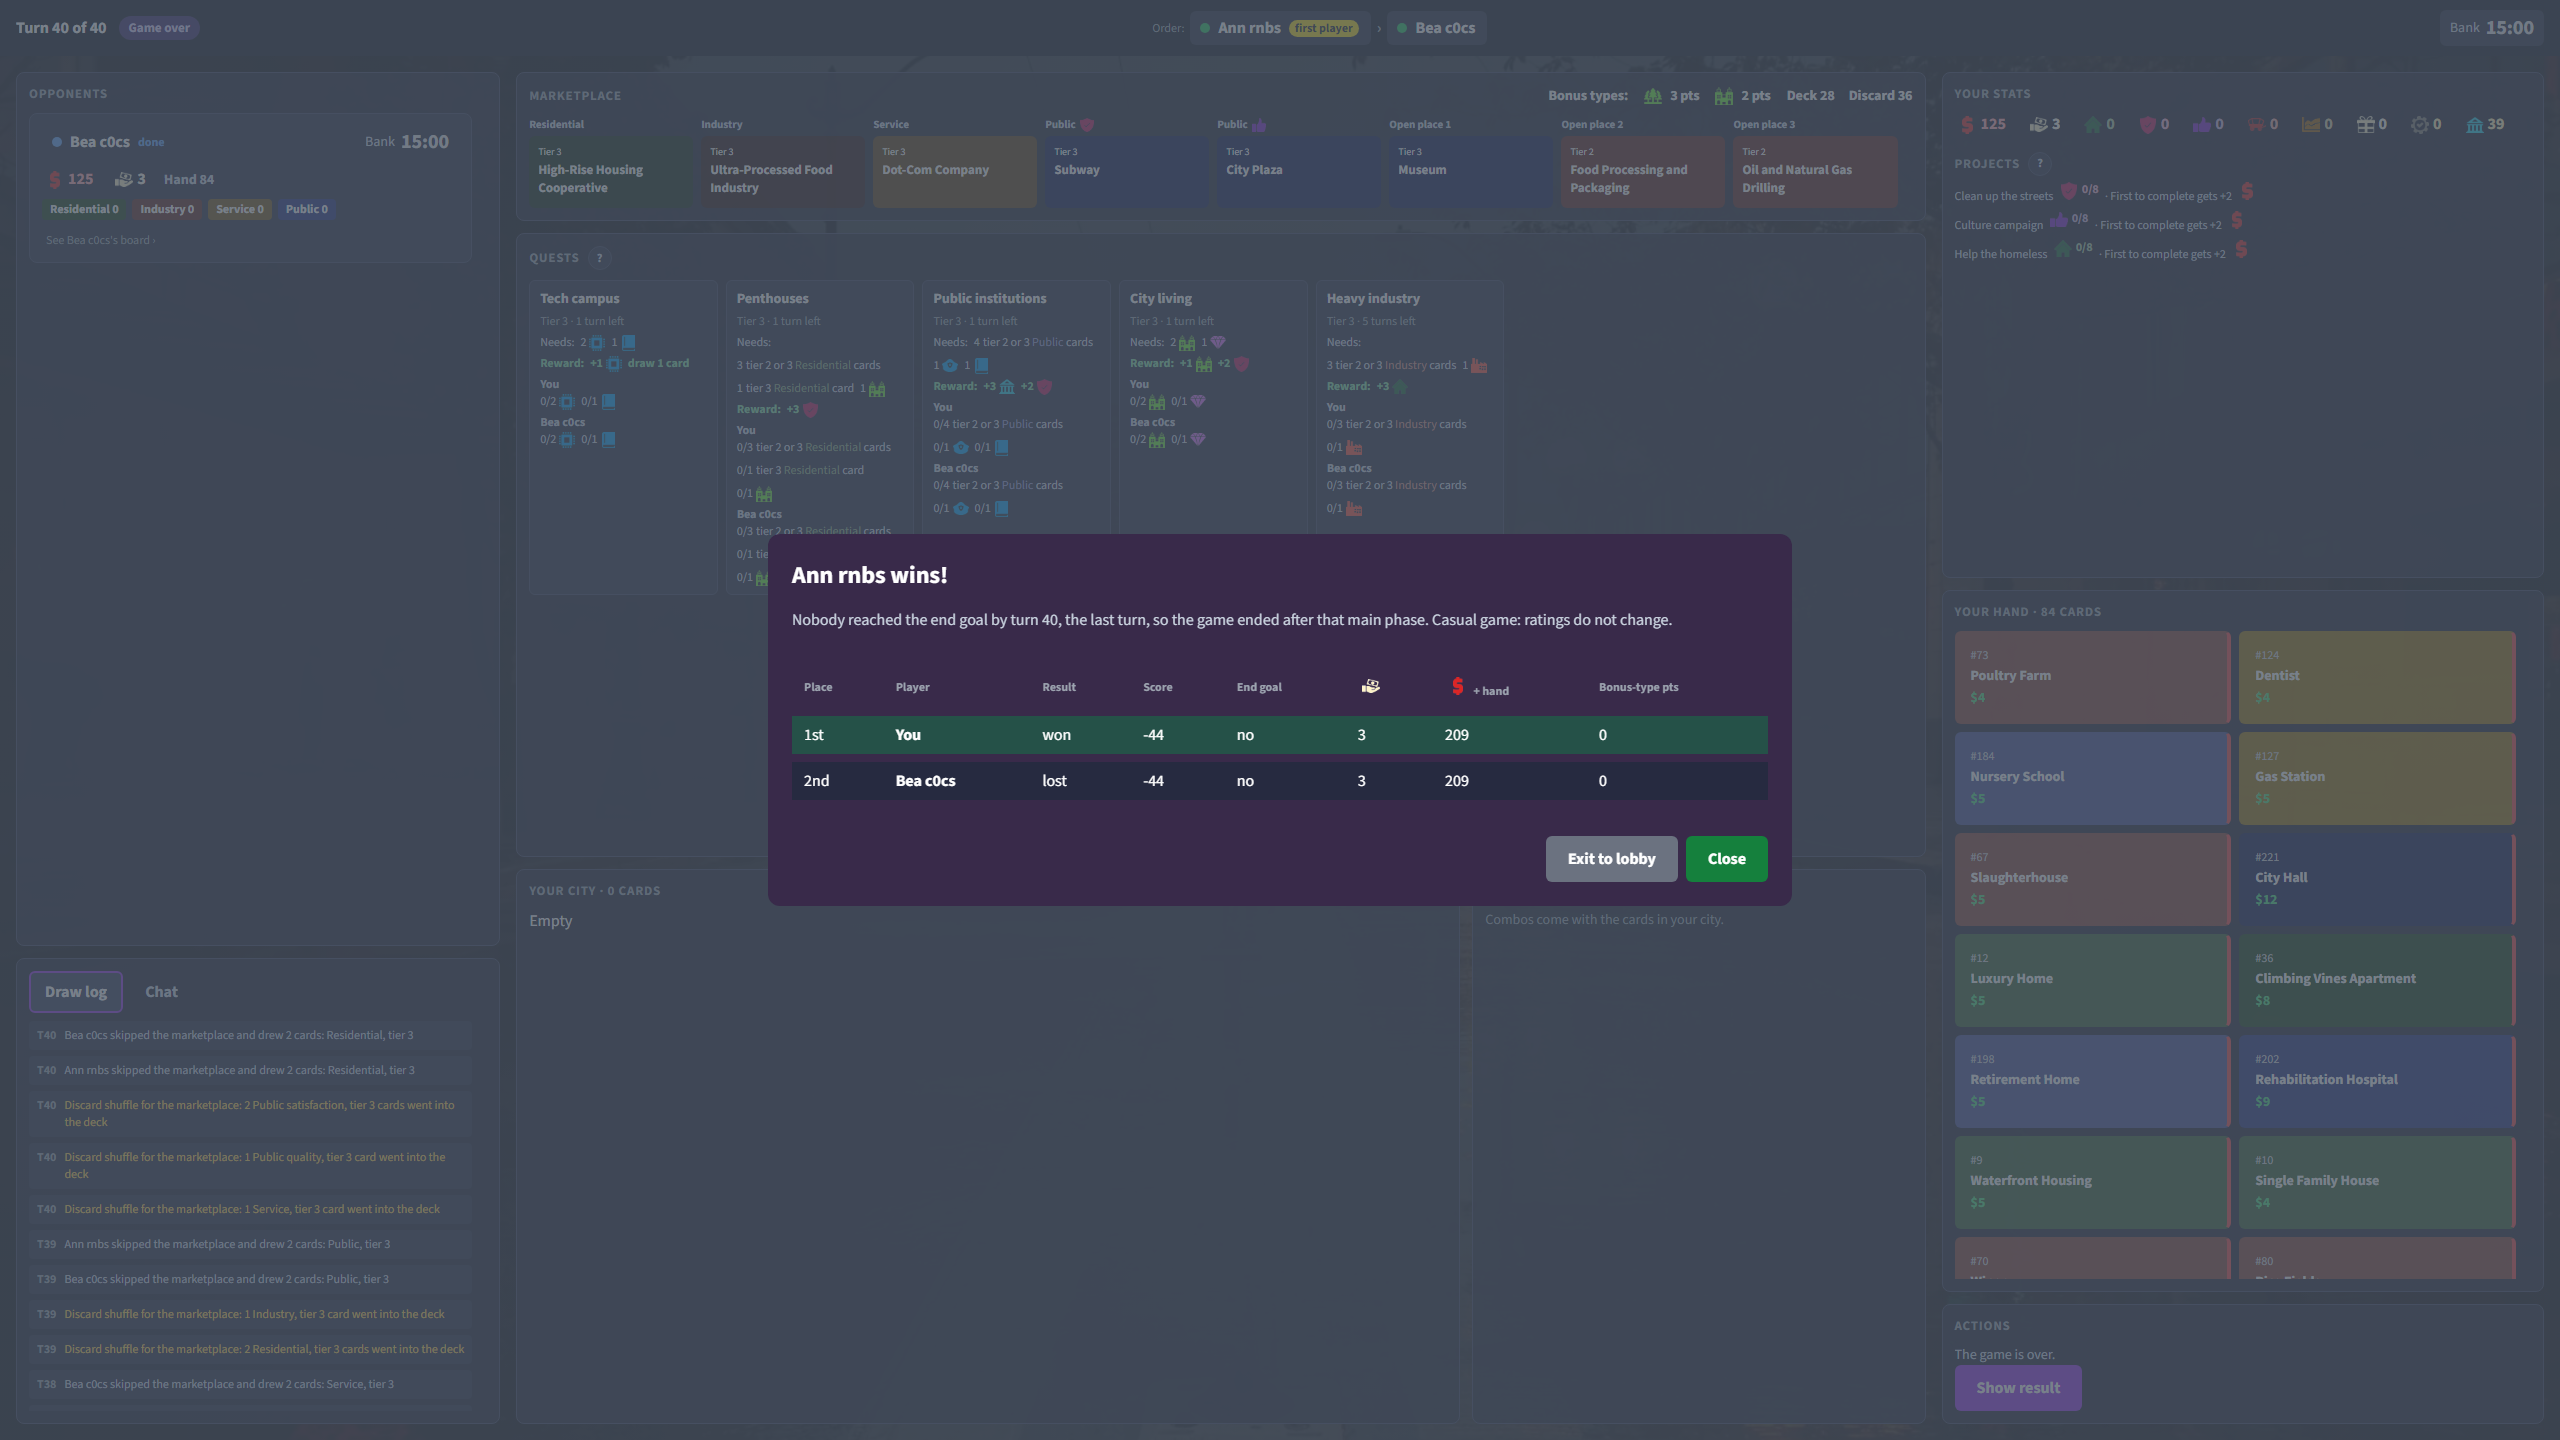 Turn 40 of 40 Game over
Order: Ann rnbs first player › Bea c0cs
Bank 15:00
OPPONENTS
Bea c0cs done Bank 15:00
125 3 Hand 84
Residential 0 Industry 0 Service 0 Public 0
See Bea c0cs's board ›
MARKETPLACE
Bonus types: 3 pts 2 pts Deck 28 Discard 36
Residential Industry Service Public Public Open place 1 Open place 2 Open place 3
Tier 3
High-Rise Housing
Cooperative
Tier 3
Ultra-Processed Food
Industry
Tier 3
Dot-Com Company
Tier 3
Subway
Tier 3
City Plaza
Tier 3
Museum
Tier 2
Food Processing and
Packaging
Tier 2
Oil and Natural Gas
Drilling
QUESTS ?
Tech campus
Tier 3 · 1 turn left
Needs: 2 1
Reward: +1 draw 1 card
You
0/2 0/1
Bea c0cs
0/2 0/1
Penthouses
Tier 3 · 1 turn left
Needs:
3 tier 2 or 3 Residential cards
1 tier 3 Residential card 1
Reward: +3
You
0/3 tier 2 or 3 Residential cards
0/1 tier 3 Residential card
0/1
Bea c0cs
0/3 tier 2 or 3 Residential cards
0/1 tie
0/1
Public institutions
Tier 3 · 1 turn left
Needs: 4 tier 2 or 3 Public cards
1 1
Reward: +3 +2
You
0/4 tier 2 or 3 Public cards
0/1 0/1
Bea c0cs
0/4 tier 2 or 3 Public cards
0/1 0/1
City living
Tier 3 · 1 turn left
Needs: 2 1
Reward: +1 +2
You
0/2 0/1
Bea c0cs
0/2 0/1
Heavy industry
Tier 3 · 5 turns left
Needs:
3 tier 2 or 3 Industry cards 1
Reward: +3
You
0/3 tier 2 or 3 Industry cards
0/1
Bea c0cs
0/3 tier 2 or 3 Industry cards
0/1
Ann rnbs wins!
Nobody reached the end goal by turn 40, the last turn, so the game ended after that main phase. Casual game: ratings do not change.
Place Player Result Score End goal + hand Bonus-type pts
1st You won -44 no 3 209 0
2nd Bea c0cs lost -44 no 3 209 0
Exit to lobby Close
YOUR CITY · 0 CARDS
Empty
Combos come with the cards in your city.
Draw log Chat
T40 Bea c0cs skipped the marketplace and drew 2 cards: Residential, tier 3
T40 Ann rnbs skipped the marketplace and drew 2 cards: Residential, tier 3
T40 Discard shuffle for the marketplace: 2 Public satisfaction, tier 3 cards went into
the deck
T40 Discard shuffle for the marketplace: 1 Public quality, tier 3 card went into the
deck
T40 Discard shuffle for the marketplace: 1 Service, tier 3 card went into the deck
T39 Ann rnbs skipped the marketplace and drew 2 cards: Public, tier 3
T39 Bea c0cs skipped the marketplace and drew 2 cards: Public, tier 3
T39 Discard shuffle for the marketplace: 1 Industry, tier 3 card went into the deck
T39 Discard shuffle for the marketplace: 2 Residential, tier 3 cards went into the deck
T38 Bea c0cs skipped the marketplace and drew 2 cards: Service, tier 3
YOUR STATS
125 3 0 0 0 0 0 0 0 39
PROJECTS ?
Clean up the streets 0/8 · First to complete gets +2
Culture campaign 0/8 · First to complete gets +2
Help the homeless 0/8 · First to complete gets +2
YOUR HAND · 84 CARDS
#73
Poultry Farm
$4
#124
Dentist
$4
#184
Nursery School
$5
#127
Gas Station
$5
#67
Slaughterhouse
$5
#221
City Hall
$12
#12
Luxury Home
$5
#36
Climbing Vines Apartment
$8
#198
Retirement Home
$5
#202
Rehabilitation Hospital
$9
#9
Waterfront Housing
$5
#10
Single Family House
$4
#70
#80
ACTIONS
The game is over.
Show result